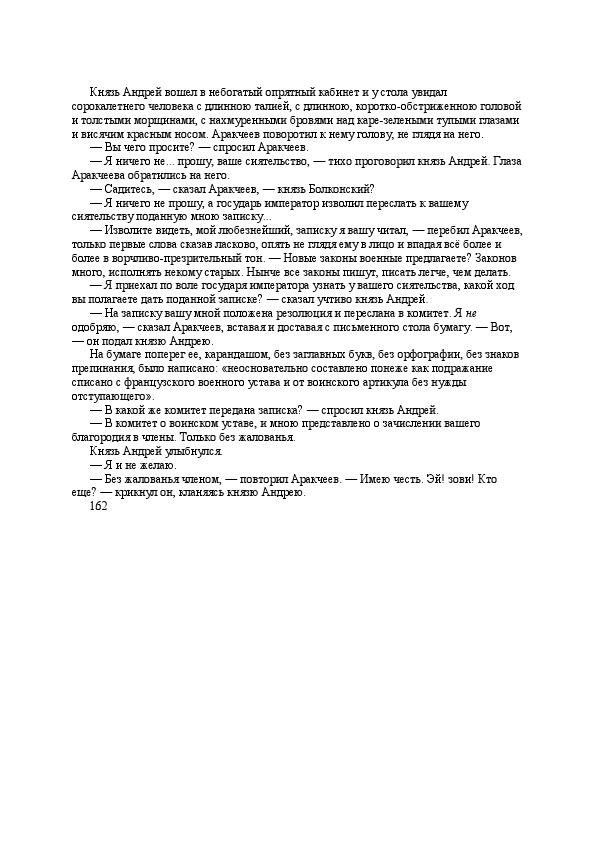 Князь Андрей вошел в небогатый опрятный кабинет и у стола увидал
сорокалетнего человека с длинною талией, с длинною, коротко-обстриженною головой
и толстыми морщинами, с нахмуренными бровями над каре-зелеными тупыми глазами
и висячим красным носом. Аракчеев поворотил к нему голову, не глядя на него.
— Вы чего просите? — спросил Аракчеев.
— Я ничего не... прошу, ваше сиятельство, — тихо проговорил князь Андрей. Глаза
Аракчеева обратились на него.
— Садитесь, — сказал Аракчеев, — князь Болконский?
— Я ничего не прошу, а государь император изволил переслать к вашему
сиятельству поданную мною записку...
— Изволите видеть, мой любезнейший, записку я вашу читал, — перебил Аракчеев,
только первые слова сказав ласково, опять не глядя ему в лицо и впадая всё более и
более в ворчливо-презрительный тон. — Новые законы военные предлагаете? Законов
много, исполнять некому старых. Нынче все законы пишут, писать легче, чем делать.
— Я приехал по воле государя императора узнать у вашего сиятельства, какой ход
вы полагаете дать поданной записке? — сказал учтиво князь Андрей.
— На записку вашу мной положена резолюция и переслана в комитет. Я не
одобряю, — сказал Аракчеев, вставая и доставая с письменного стола бумагу. — Вот,
— он подал князю Андрею.
На бумаге поперег ее, карандашом, без заглавных букв, без орфографии, без знаков
препинания, было написано: «неосновательно составлено понеже как подражание
списано с французского военного устава и от воинского артикула без нужды
отступающего».
— В какой же комитет передана записка? — спросил князь Андрей.
— В комитет о воинском уставе, и мною представлено о зачислении вашего
благородия в члены. Только без жалованья.
Князь Андрей улыбнулся.
— Я и не желаю.
— Без жалованья членом, — повторил Аракчеев. — Имею честь. Эй! зови! Кто
еще? — крикнул он, кланяясь князю Андрею.
162